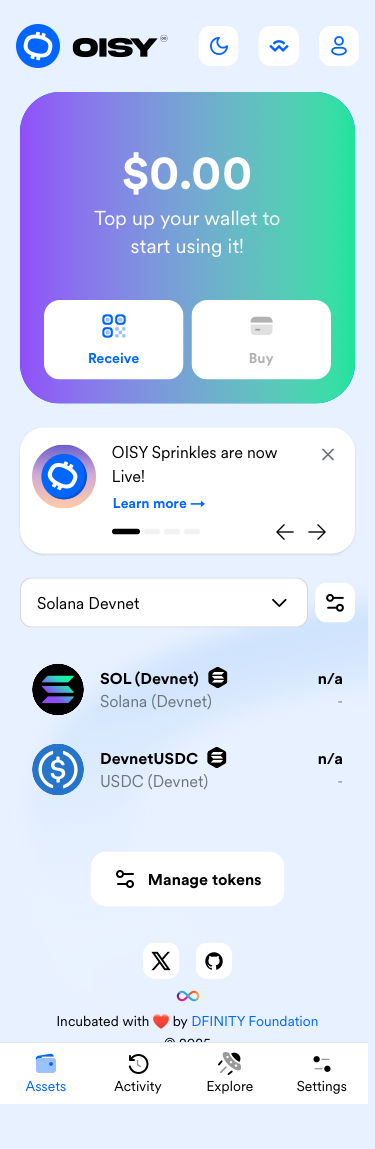 OISY
$0.00
Top up your wallet to
start using it!
Receive
Buy
OISY Sprinkles are now
Live!
Learn more →
Solana Devnet
SOL (Devnet)
n/a
Solana (Devnet)
-
DevnetUSDC
n/a
USDC (Devnet)
-
Manage tokens
Incubated with ❤️ by DFINITY Foundation
© 2025
Assets
Activity
Explore
Settings